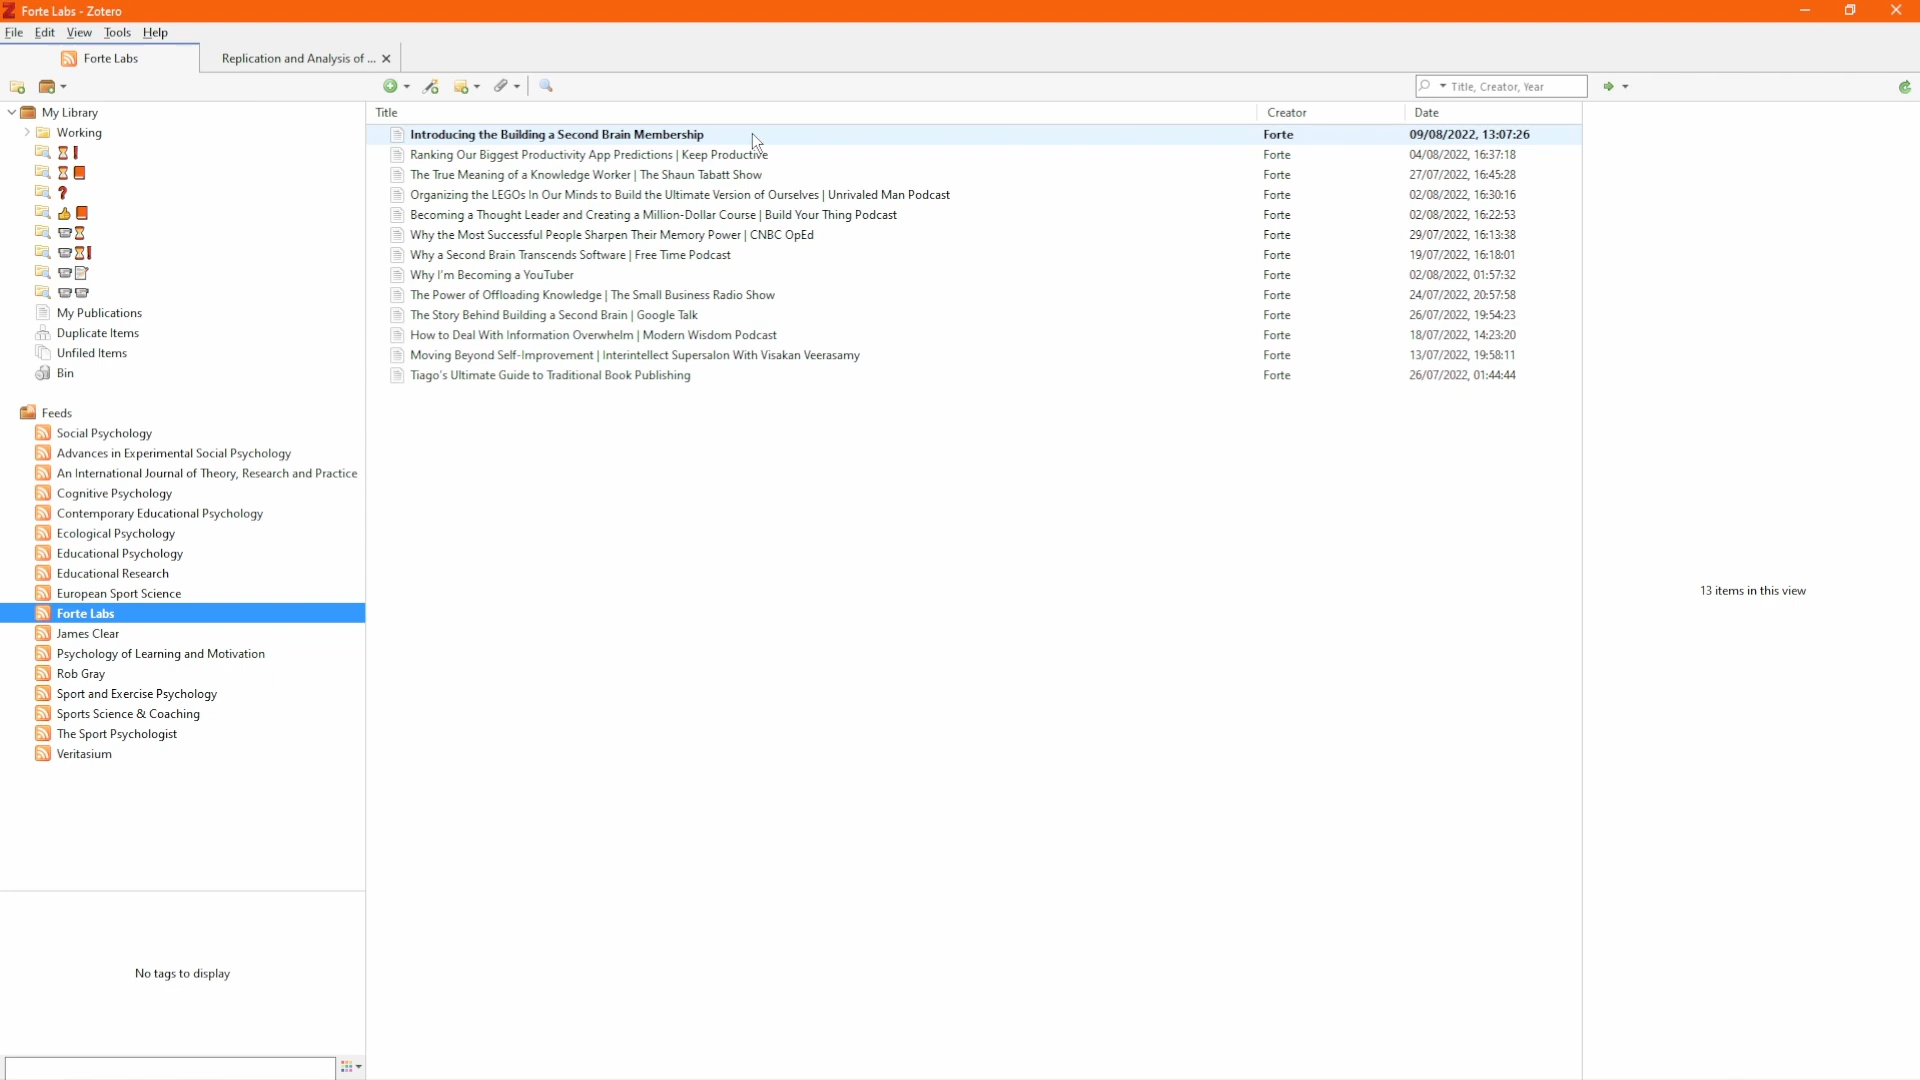 Forte Labs - Zotero
File Edit View Tools Help
Forte Labs
Replication and Analysis of ...
Title, Creator, Year
My Library
Working
My Publications
Duplicate Items
Unfiled Items
Bin
Feeds
Social Psychology
Advances in Experimental Social Psychology
An International Journal of Theory, Research and Practice
Cognitive Psychology
Contemporary Educational Psychology
Ecological Psychology
Educational Psychology
Educational Research
European Sport Science
Forte Labs
James Clear
Psychology of Learning and Motivation
Rob Gray
Sport and Exercise Psychology
Sports Science & Coaching
The Sport Psychologist
Veritasium
No tags to display
Title Creator Date
Introducing the Building a Second Brain Membership Forte 09/08/2022, 13:07:26
Ranking Our Biggest Productivity App Predictions | Keep Productive Forte 04/08/2022, 16:37:18
The True Meaning of a Knowledge Worker | The Shaun Tabatt Show Forte 27/07/2022, 16:45:28
Organizing the LEGOs In Our Minds to Build the Ultimate Version of Ourselves | Unrivaled Man Podcast Forte 02/08/2022, 16:30:16
Becoming a Thought Leader and Creating a Million-Dollar Course | Build Your Thing Podcast Forte 02/08/2022, 16:22:53
Why the Most Successful People Sharpen Their Memory Power | CNBC OpEd Forte 29/07/2022, 16:13:38
Why a Second Brain Transcends Software | Free Time Podcast Forte 19/07/2022, 16:18:01
Why I'm Becoming a YouTuber Forte 02/08/2022, 01:57:32
The Power of Offloading Knowledge | The Small Business Radio Show Forte 24/07/2022, 20:57:58
The Story Behind Building a Second Brain | Google Talk Forte 26/07/2022, 19:54:23
How to Deal With Information Overwhelm | Modern Wisdom Podcast Forte 18/07/2022, 14:23:20
Moving Beyond Self-Improvement | Interintellect Supersalon With Visakan Veerasamy Forte 13/07/2022, 19:58:11
Tiago's Ultimate Guide to Traditional Book Publishing Forte 26/07/2022, 01:44:44
13 items in this view